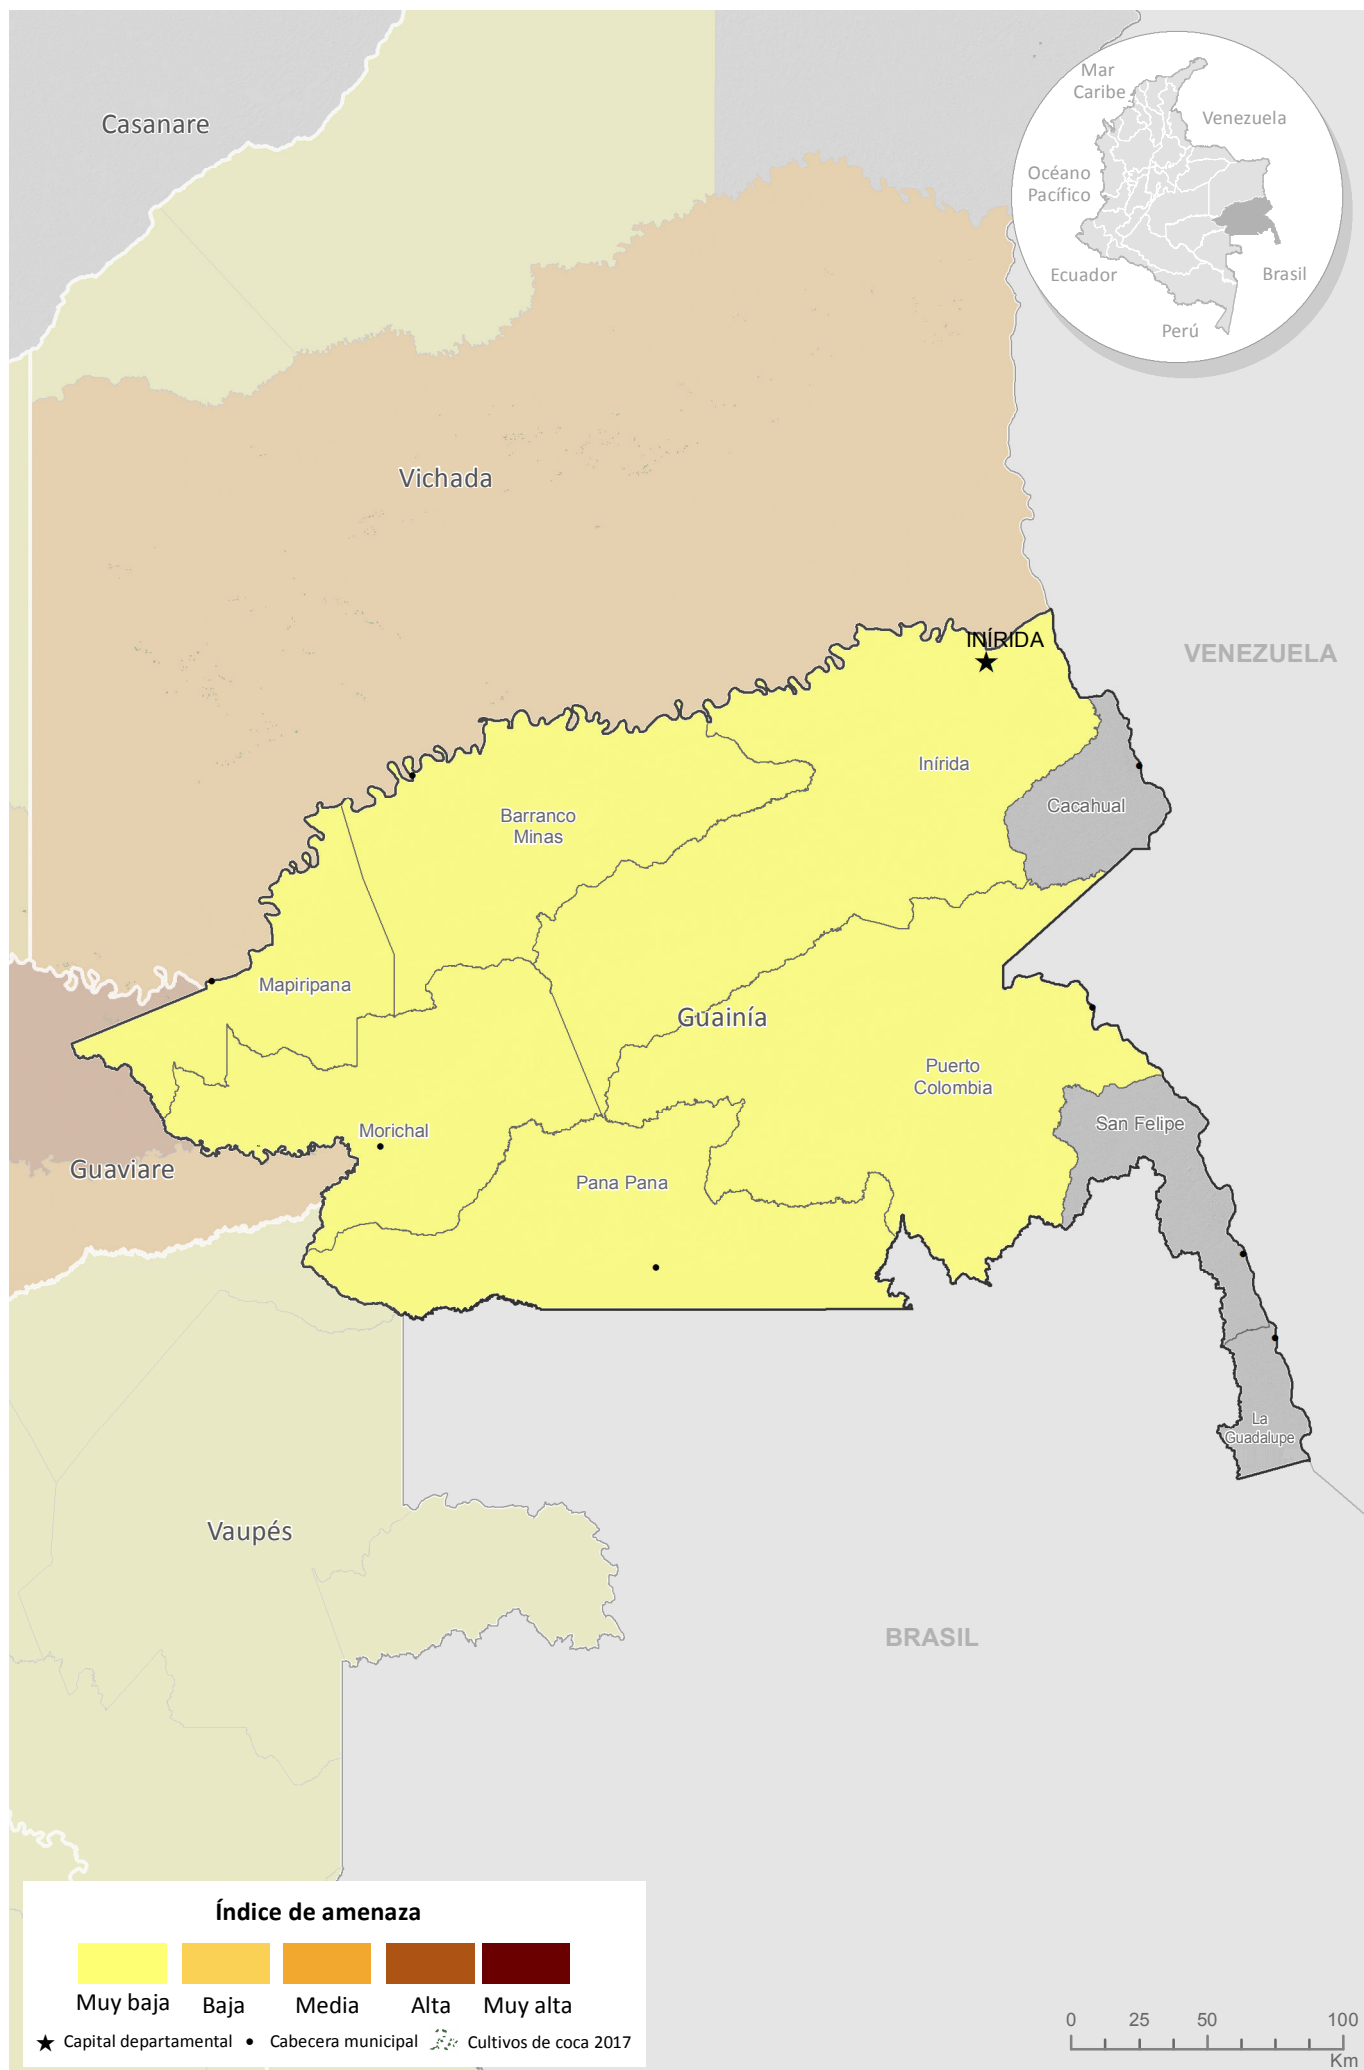 Casanare
Mar
Caribe
Venezuela
Océano
Pacífico
Ecuador
Brasil
Perú
Vichada
INÍRIDA
VENEZUELA
Inírida
Cacahual
Barranco
Minas
Mapiripana
Guainía
Puerto
Colombia
San Felipe
Morichal
Guaviare
Pana Pana
La
Guadalupe
Vaupés
BRASIL
Índice de amenaza
Muy baja Baja Media Alta Muy alta
Capital departamental Cabecera municipal Cultivos de coca 2017
0 25 50 100
Km